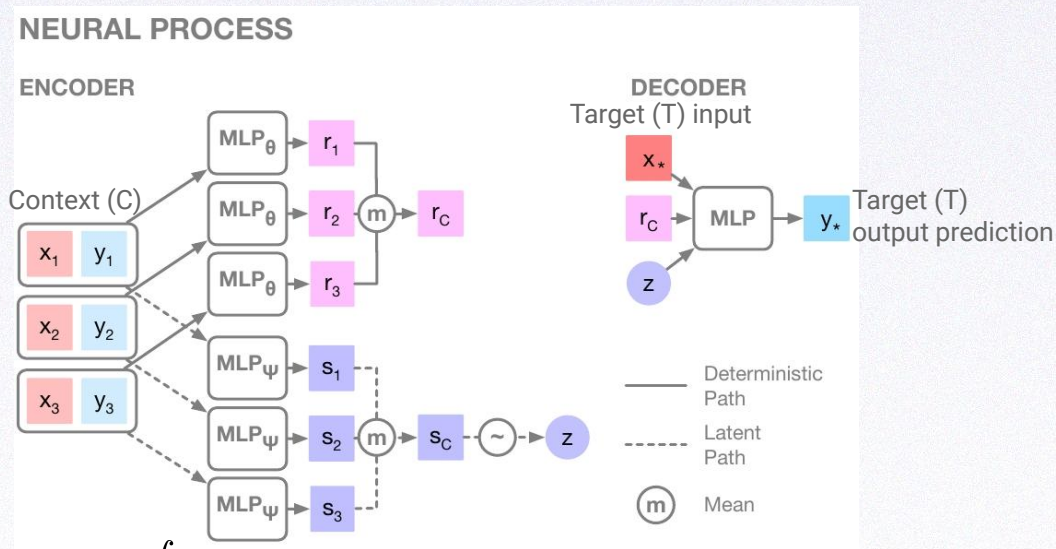 NEURAL PROCESS
ENCODER
DECODER
Target (T) input
MLPθ r1
x*
Context (C)
MLPθ r2 m rC
rC MLP y* Target (T)
output prediction
x1 y1
MLPθ r3
z
x2 y2
MLPΨ s1
Deterministic
Path
x3 y3
MLPΨ s2 m sC ~ z
Latent
Path
MLPΨ s3
m Mean